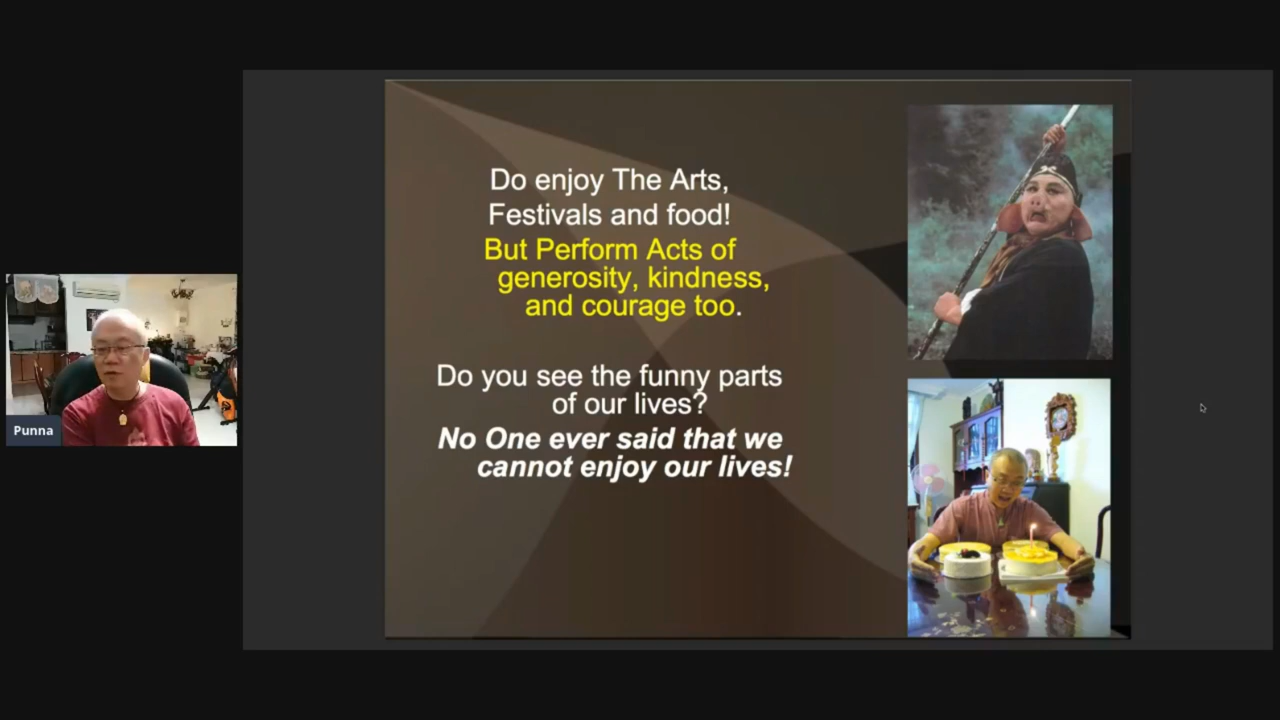 Do enjoy The Arts,
Festivals and food!
But Perform Acts of
generosity, kindness,
and courage too.
Do you see the funny parts
of our lives?
No One ever said that we
cannot enjoy our lives!
Punna